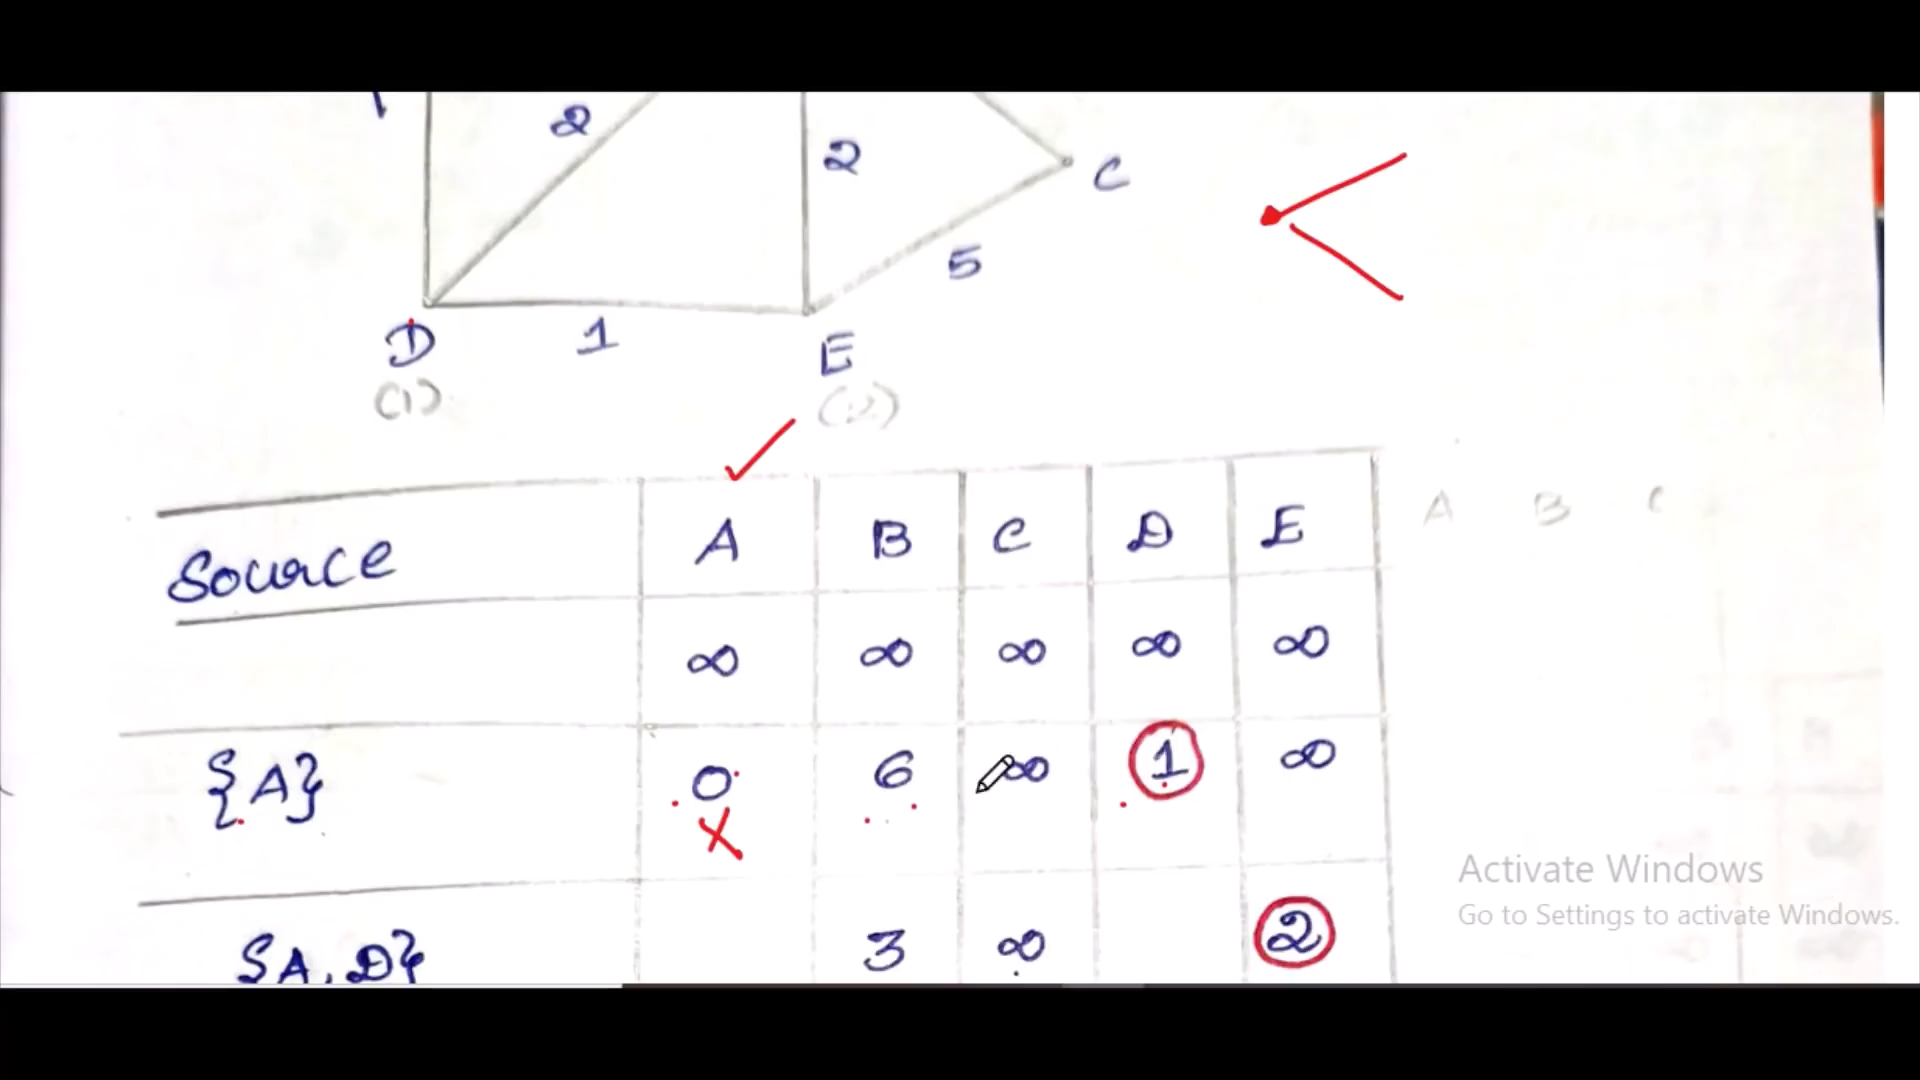 2
2
C
5
D
1
E
(1)
(2)
Source A B C D E
A B C
∞ ∞ ∞ ∞ ∞
{A} 0 6 ∞ 1 ∞
X
{A, D} 3 ∞ 2
Activate Windows
Go to Settings to activate Windows.